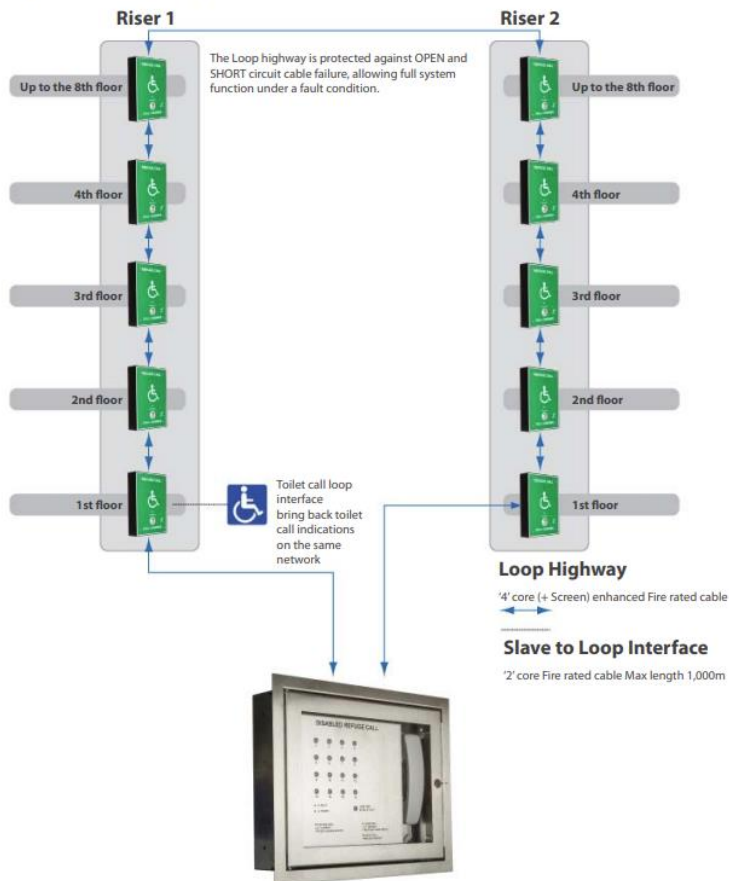 Riser 1
Riser 2
The Loop highway is protected against OPEN and
SHORT circuit cable failure, allowing full system
function under a fault condition.
Up to the 8th floor
Up to the 8th floor
4th floor
4th floor
3rd floor
3rd floor
2nd floor
2nd floor
1st floor
Toilet call loop
interface
bring back toilet
call indications
on the same
network
1st floor
Loop Highway
'4' core (+ Screen) enhanced Fire rated cable
Slave to Loop Interface
'2' core Fire rated cable Max length 1,000m
DISABLED REFUGE CALL